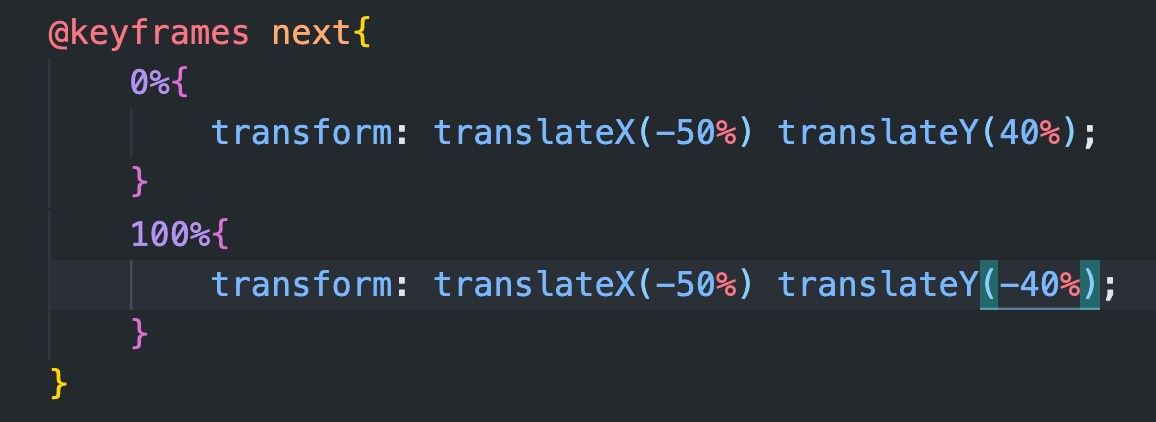 @keyframes next{
0%{
transform: translateX(-50%) translateY(40%);
}
100%{
transform: translateX(-50%) translateY(-40%);
}
}